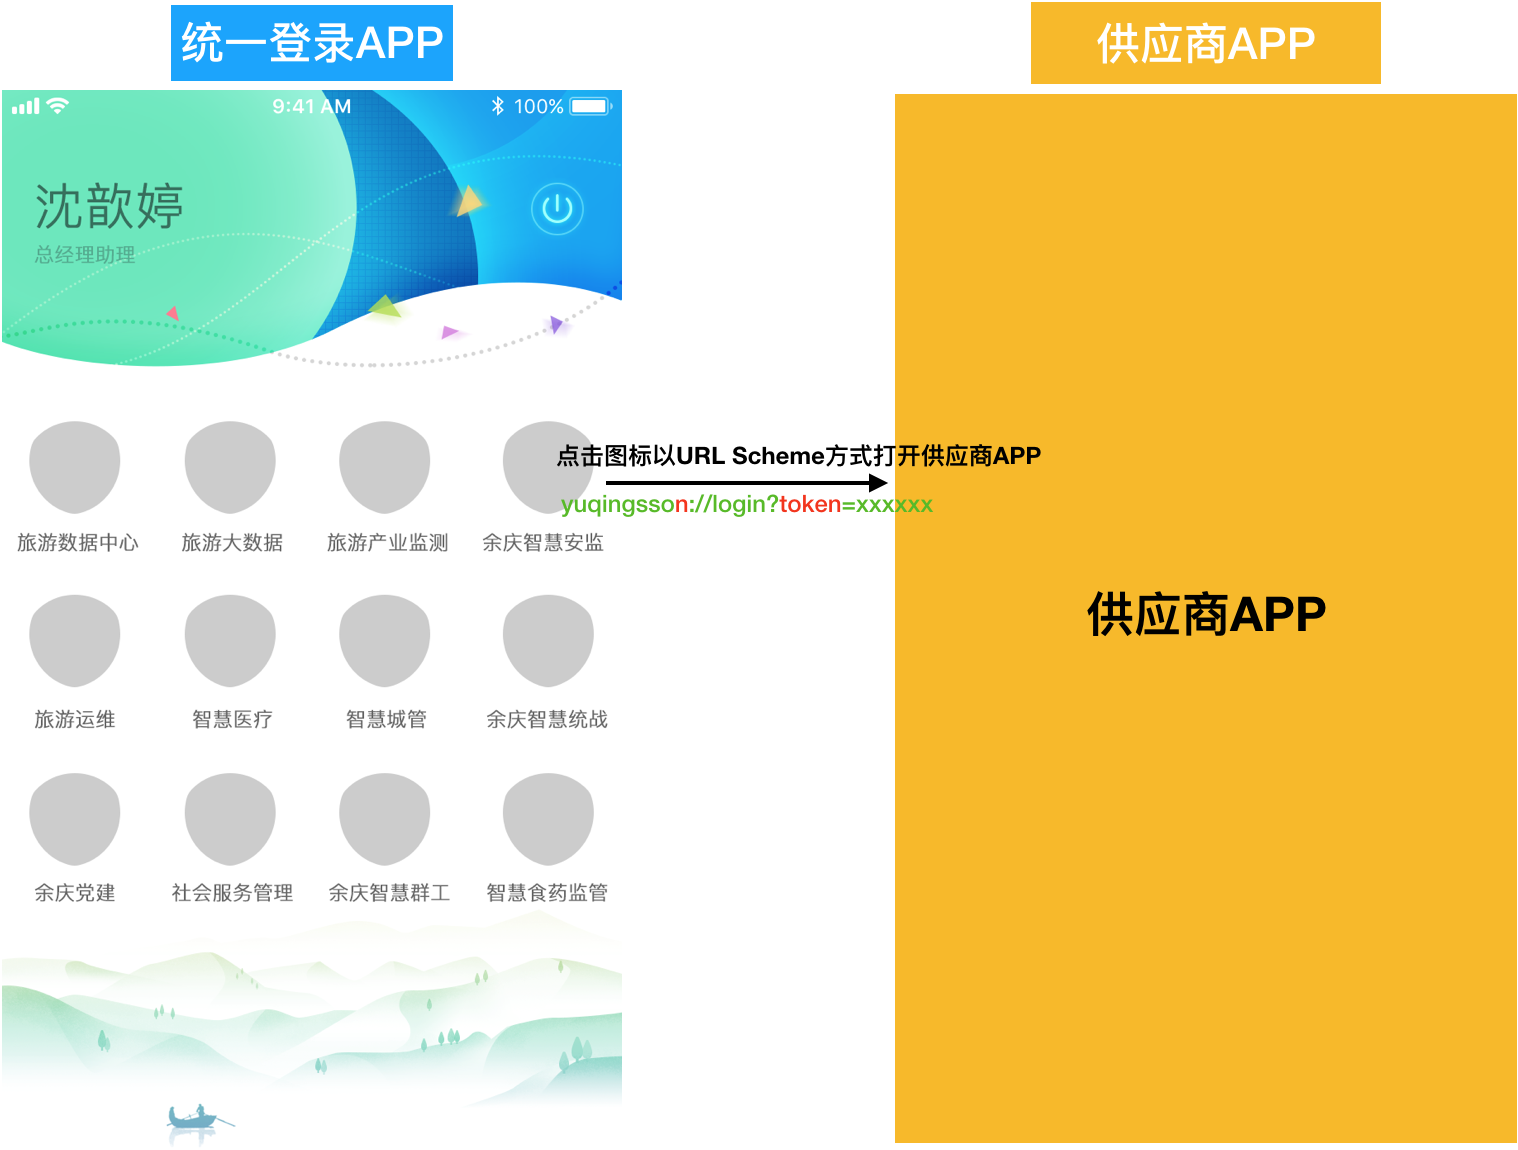 统一登录APP
供应商APP
9:41 AM
100%
沈歆婷
总经理助理
点击图标以URL Scheme方式打开供应商APP
yuqingsson://login?token=xxxxxx
旅游数据中心
旅游大数据
旅游产业监测
余庆智慧安监
供应商APP
旅游运维
智慧医疗
智慧城管
余庆智慧统战
余庆党建
社会服务管理
余庆智慧群工
智慧食药监管